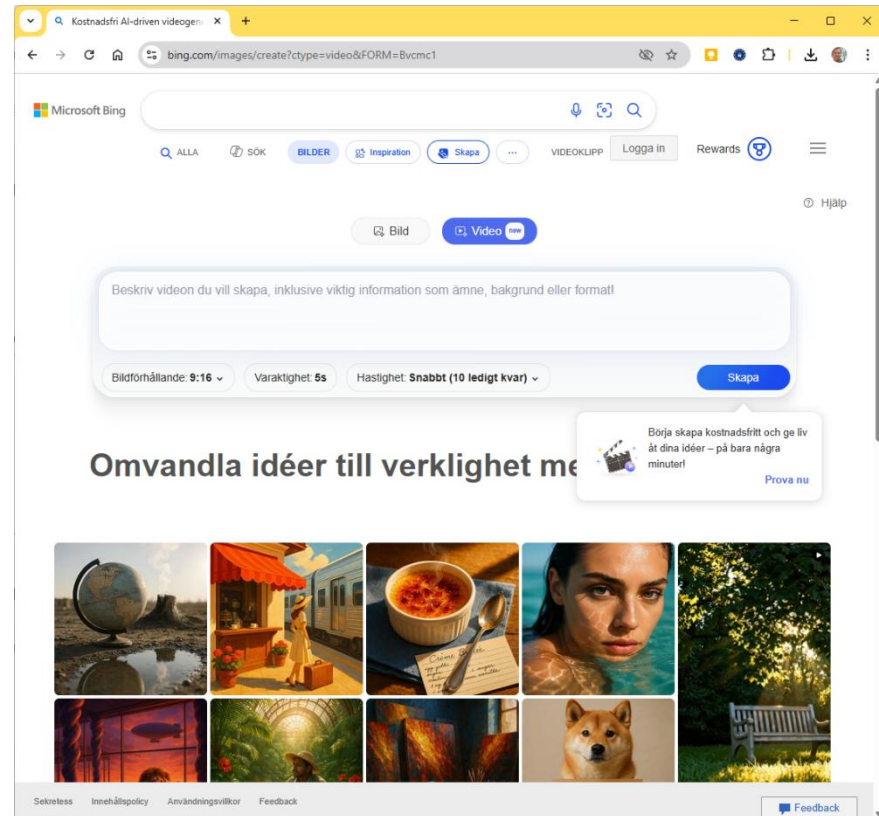 Kostnadsfri AI-driven videogen
bing.com/images/create?ctype=video&FORM=Bvcmc1
Microsoft Bing
ALLA SÖK BILDER Inspiration Skapa ... VIDEOKLIPP Logga in Rewards
Hjälp
Bild Video new
Beskriv videon du vill skapa, inklusive viktig information som ämne, bakgrund eller format!
Bildförhållande: 9:16 Varaktighet: 5s Hastighet: Snabbt (10 ledigt kvar) Skapa
Börja skapa kostnadsfritt och ge liv
åt dina idéer – på bara några
minuter!
Prova nu
Omvandla idéer till verklighet me
Sekretess Innehållspolicy Användningsvillkor Feedback
Feedback